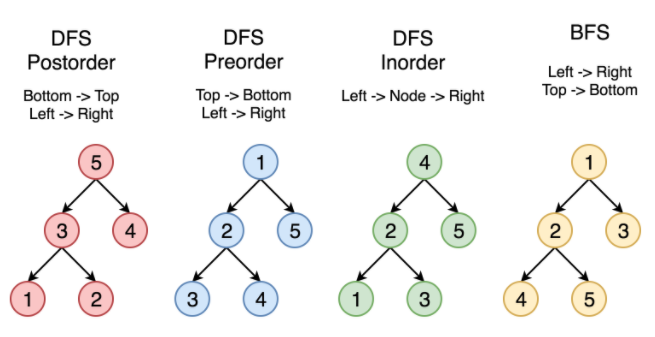 DFS
Postorder
Bottom -> Top
Left -> Right
5
3
4
1
2
DFS
Preorder
Top -> Bottom
Left -> Right
1
2
5
3
4
DFS
Inorder
Left -> Node -> Right
4
2
5
1
3
BFS
Left -> Right
Top -> Bottom
1
2
3
4
5